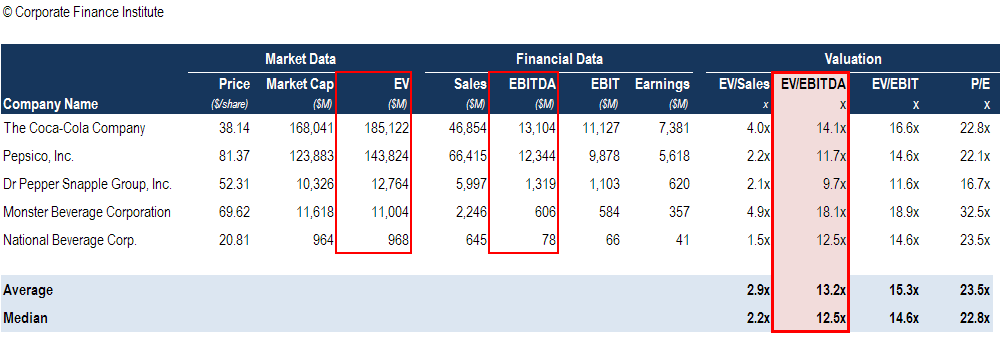 © Corporate Finance Institute
Market Data Financial Data Valuation
Price Market Cap EV Sales EBITDA EBIT Earnings EV/Sales EV/EBITDA EV/EBIT P/E
Company Name ($/share) ($M) ($M) ($M) ($M) ($M) ($M) x x x x
The Coca-Cola Company 38.14 168,041 185,122 46,854 13,104 11,127 7,381 4.0x 14.1x 16.6x 22.8x
Pepsico, Inc. 81.37 123,883 143,824 66,415 12,344 9,878 5,618 2.2x 11.7x 14.6x 22.1x
Dr Pepper Snapple Group, Inc. 52.31 10,326 12,764 5,997 1,319 1,103 620 2.1x 9.7x 11.6x 16.7x
Monster Beverage Corporation 69.62 11,618 11,004 2,246 606 584 357 4.9x 18.1x 18.9x 32.5x
National Beverage Corp. 20.81 964 968 645 78 66 41 1.5x 12.5x 14.6x 23.5x
Average 2.9x 13.2x 15.3x 23.5x
Median 2.2x 12.5x 14.6x 22.8x